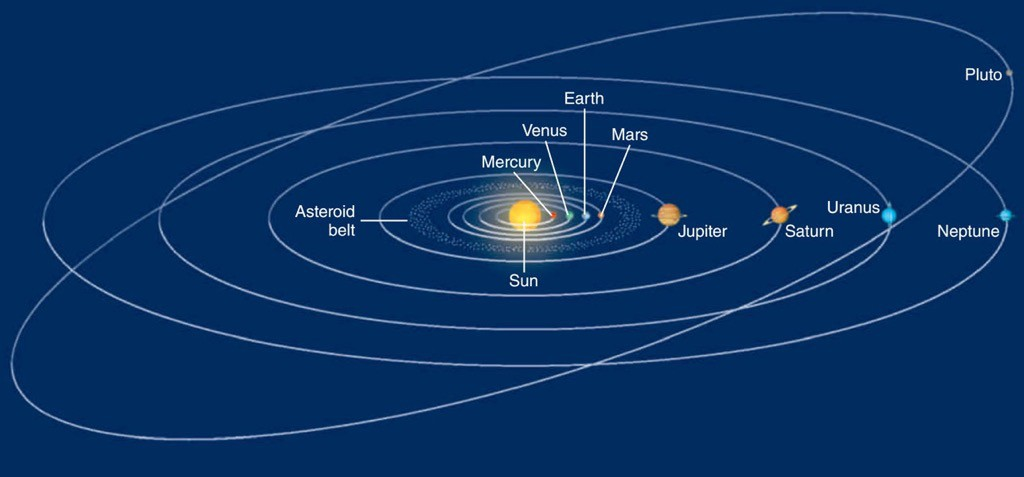 Pluto
Earth
Venus
Mars
Mercury
Asteroid
belt
Uranus
Jupiter
Saturn
Neptune
Sun